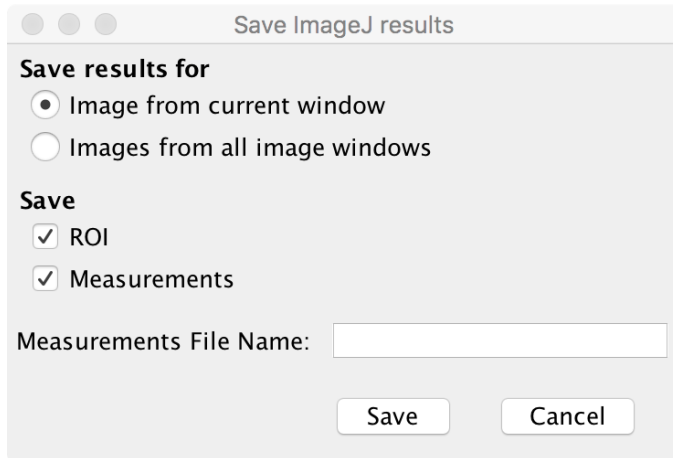 Save ImageJ results
Save results for
Image from current window
Images from all image windows
Save
ROI
Measurements
Measurements File Name:
Save Cancel